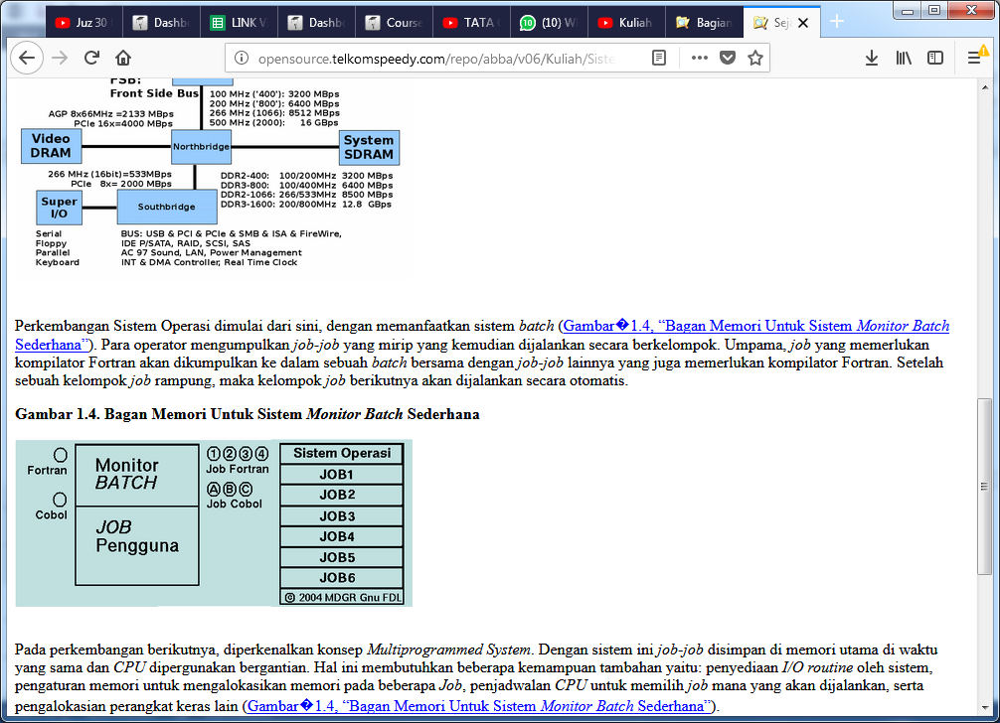 Juz 30
Dashb
LINK V
Dashb
Course
TATA
(10) W
Kuliah
Bagian
Seja
opensource.telkomspeedy.com/repo/abba/v06/Kuliah/Siste
FSB:
Front Side Bus
100 MHz ('400'): 3200 MBps
200 MHz ('800'): 6400 MBps
266 MHz (1066): 8512 MBps
500 MHz (2000): 16 GBps
AGP 8x66MHz =2133 MBps
PCIe 16x=4000 MBps
Video
DRAM
Northbridge
System
SDRAM
266 MHz (16bit)=533MBps
PCIe 8x= 2000 MBps
DDR2-400: 100/200MHz 3200 MBps
DDR3-800: 100/400MHz 6400 MBps
DDR2-1066: 266/533MHz 8500 MBps
DDR3-1600: 200/800MHz 12.8 GBps
Super
I/O
Southbridge
Serial
Floppy
Parallel
Keyboard
BUS: USB & PCI & PCIe & SMB & ISA & FireWire,
IDE P/SATA, RAID, SCSI, SAS
AC 97 Sound, LAN, Power Management
INT & DMA Controller, Real Time Clock
Perkembangan Sistem Operasi dimulai dari sini, dengan memanfaatkan sistem batch (Gambar�1.4, “Bagan Memori Untuk Sistem Monitor Batch
Sederhana”). Para operator mengumpulkan job-job yang mirip yang kemudian dijalankan secara berkelompok. Umpama, job yang memerlukan
kompilator Fortran akan dikumpulkan ke dalam sebuah batch bersama dengan job-job lainnya yang juga memerlukan kompilator Fortran. Setelah
sebuah kelompok job rampung, maka kelompok job berikutnya akan dijalankan secara otomatis.
Gambar 1.4. Bagan Memori Untuk Sistem Monitor Batch Sederhana
Fortran
Cobol
Monitor
BATCH
JOB
Pengguna
① ② ③ ④
Job Fortran
Ⓐ Ⓑ Ⓒ
Job Cobol
Sistem Operasi
JOB1
JOB2
JOB3
JOB4
JOB5
JOB6
© 2004 MDGR Gnu FDL
Pada perkembangan berikutnya, diperkenalkan konsep Multiprogrammed System. Dengan sistem ini job-job disimpan di memori utama di waktu
yang sama dan CPU dipergunakan bergantian. Hal ini membutuhkan beberapa kemampuan tambahan yaitu: penyediaan I/O routine oleh sistem,
pengaturan memori untuk mengalokasikan memori pada beberapa Job, penjadwalan CPU untuk memilih job mana yang akan dijalankan, serta
pengalokasian perangkat keras lain (Gambar�1.4, “Bagan Memori Untuk Sistem Monitor Batch Sederhana”).